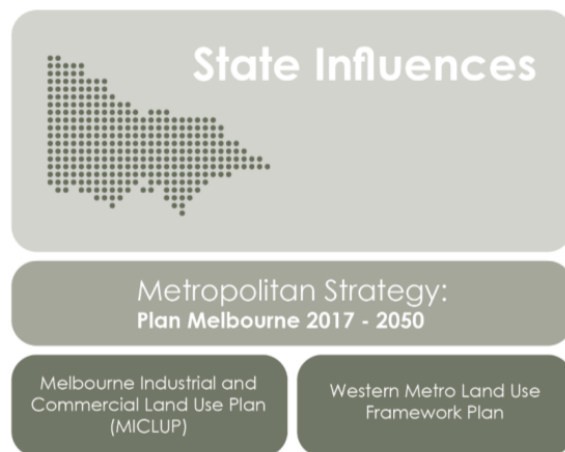 State Influences
Metropolitan Strategy:
Plan Melbourne 2017 - 2050
Melbourne Industrial and
Commercial Land Use Plan
(MICLUP)
Western Metro Land Use
Framework Plan